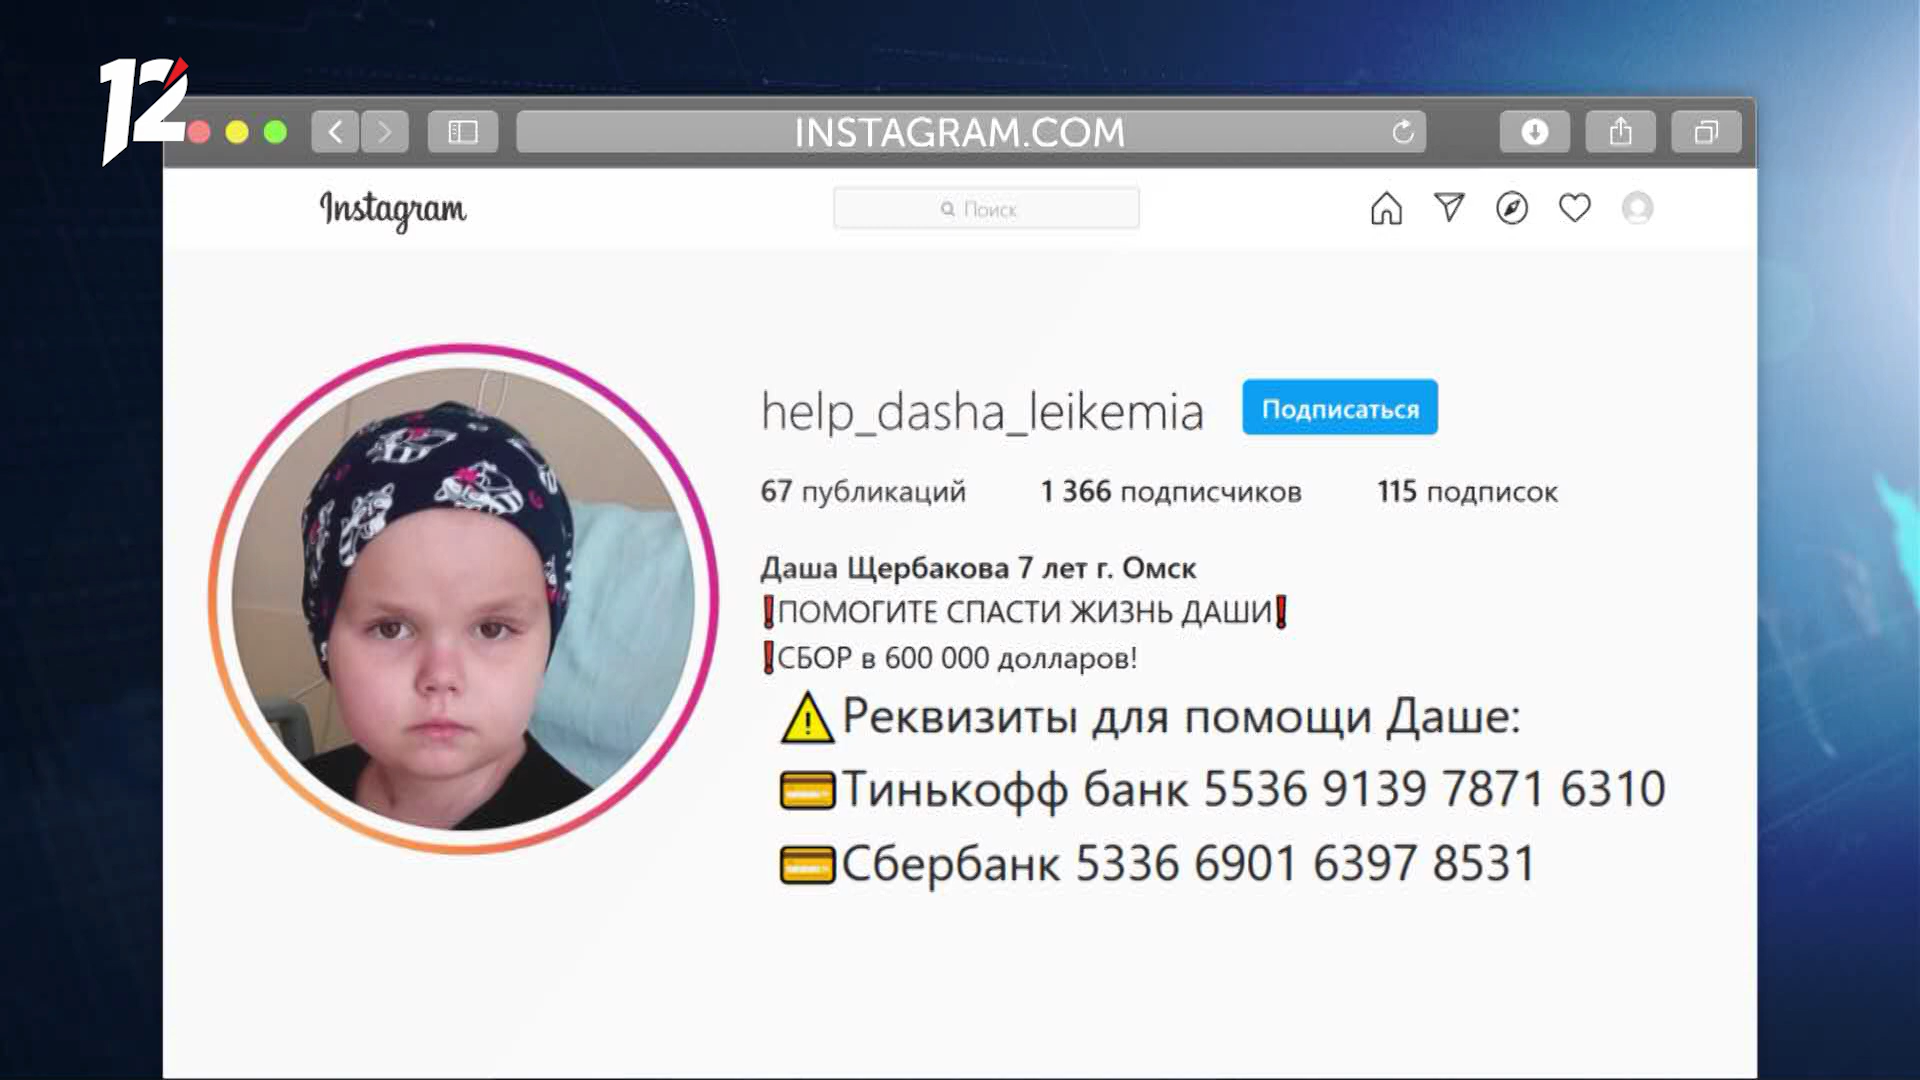 12
INSTAGRAM.COM
Instagram
Поиск
help_dasha_leikemia
Подписаться
67 публикаций 1 366 подписчиков 115 подписок
Даша Щербакова 7 лет г. Омск
❗ПОМОГИТЕ СПАСТИ ЖИЗНЬ ДАШИ❗
❗СБОР в 600 000 долларов!
⚠️Реквизиты для помощи Даше:
💳Тинькофф банк 5536 9139 7871 6310
💳Сбербанк 5336 6901 6397 8531